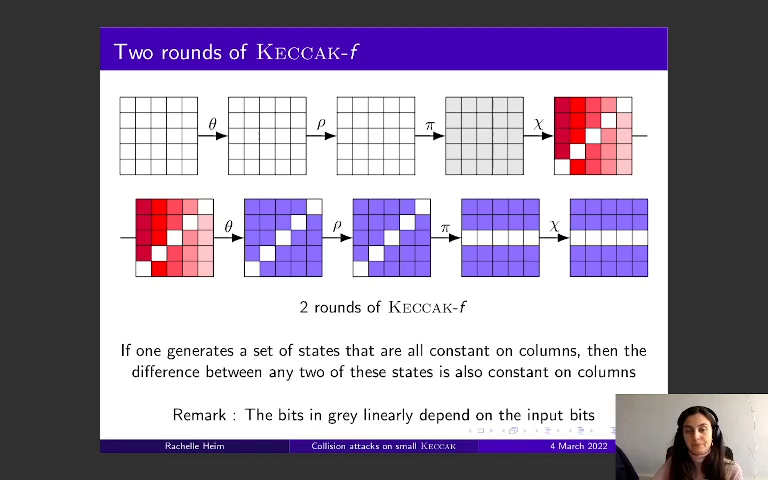 Two rounds of KECCAK-f
θ ρ π χ
θ ρ π χ
2 rounds of KECCAK-f
If one generates a set of states that are all constant on columns, then the
difference between any two of these states is also constant on columns
Remark : The bits in grey linearly depend on the input bits
Rachelle Heim Collision attacks on small KECCAK 4 March 2022